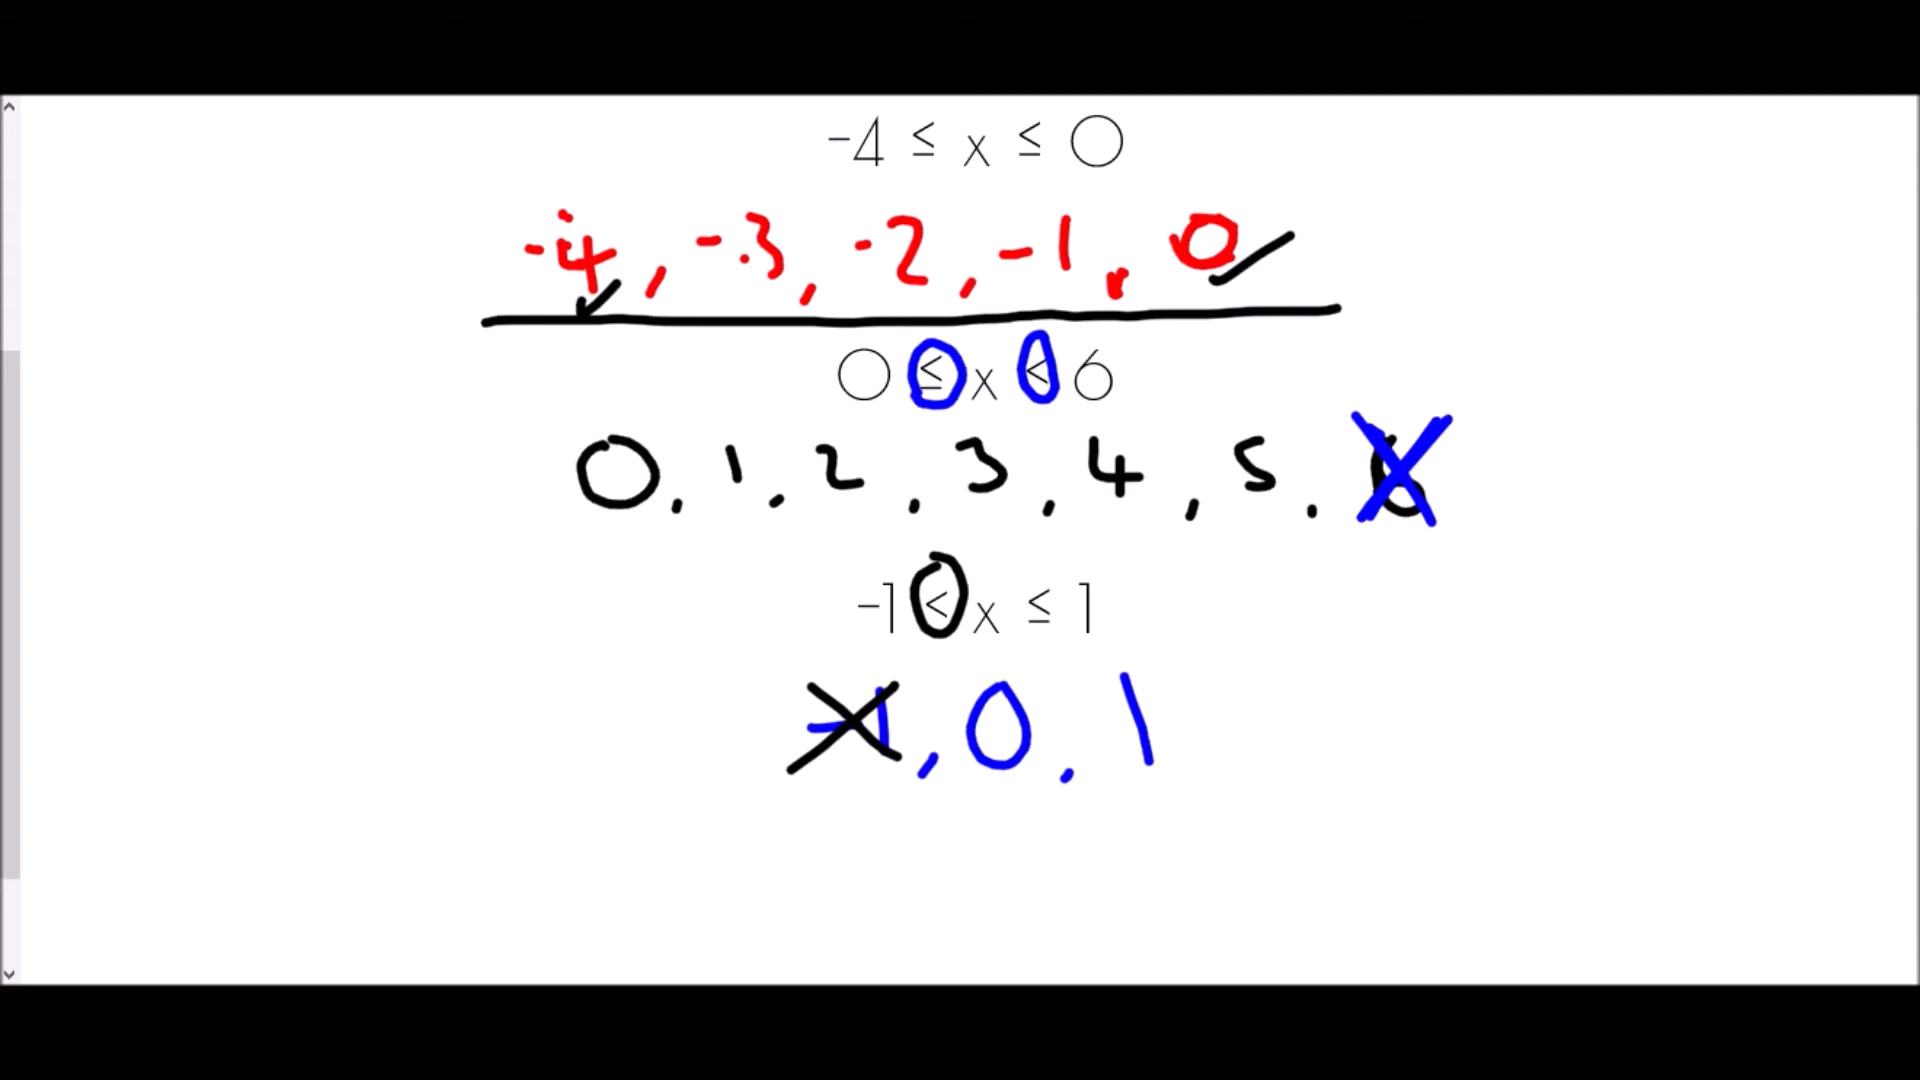 -4 ≤ x ≤ 0
-4, -3, -2, -1, 0
0 ≤ x < 6
0, 1, 2, 3, 4, 5, 6
-1 < x ≤ 1
-1, 0, 1